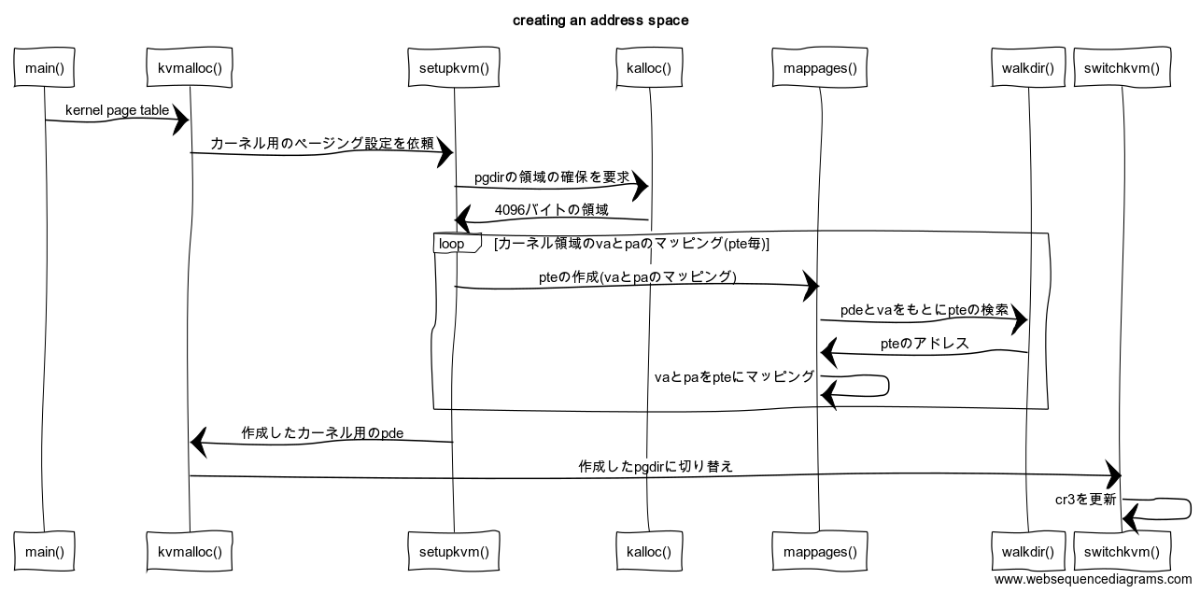 creating an address space
main() kvmalloc() setupkvm() kalloc() mappages() walkdir() switchkvm()
kernel page table
カーネル用のページング設定を依頼
pgdirの領域の確保を要求
4096バイトの領域
loop [カーネル領域のvaとpaのマッピング(pte毎)]
pteの作成(vaとpaのマッピング)
pdeとvaをもとにpteの検索
pteのアドレス
vaとpaをpteにマッピング
作成したカーネル用のpde
作成したpgdirに切り替え
cr3を更新
main() kvmalloc() setupkvm() kalloc() mappages() walkdir() switchkvm()
www.websequencediagrams.com